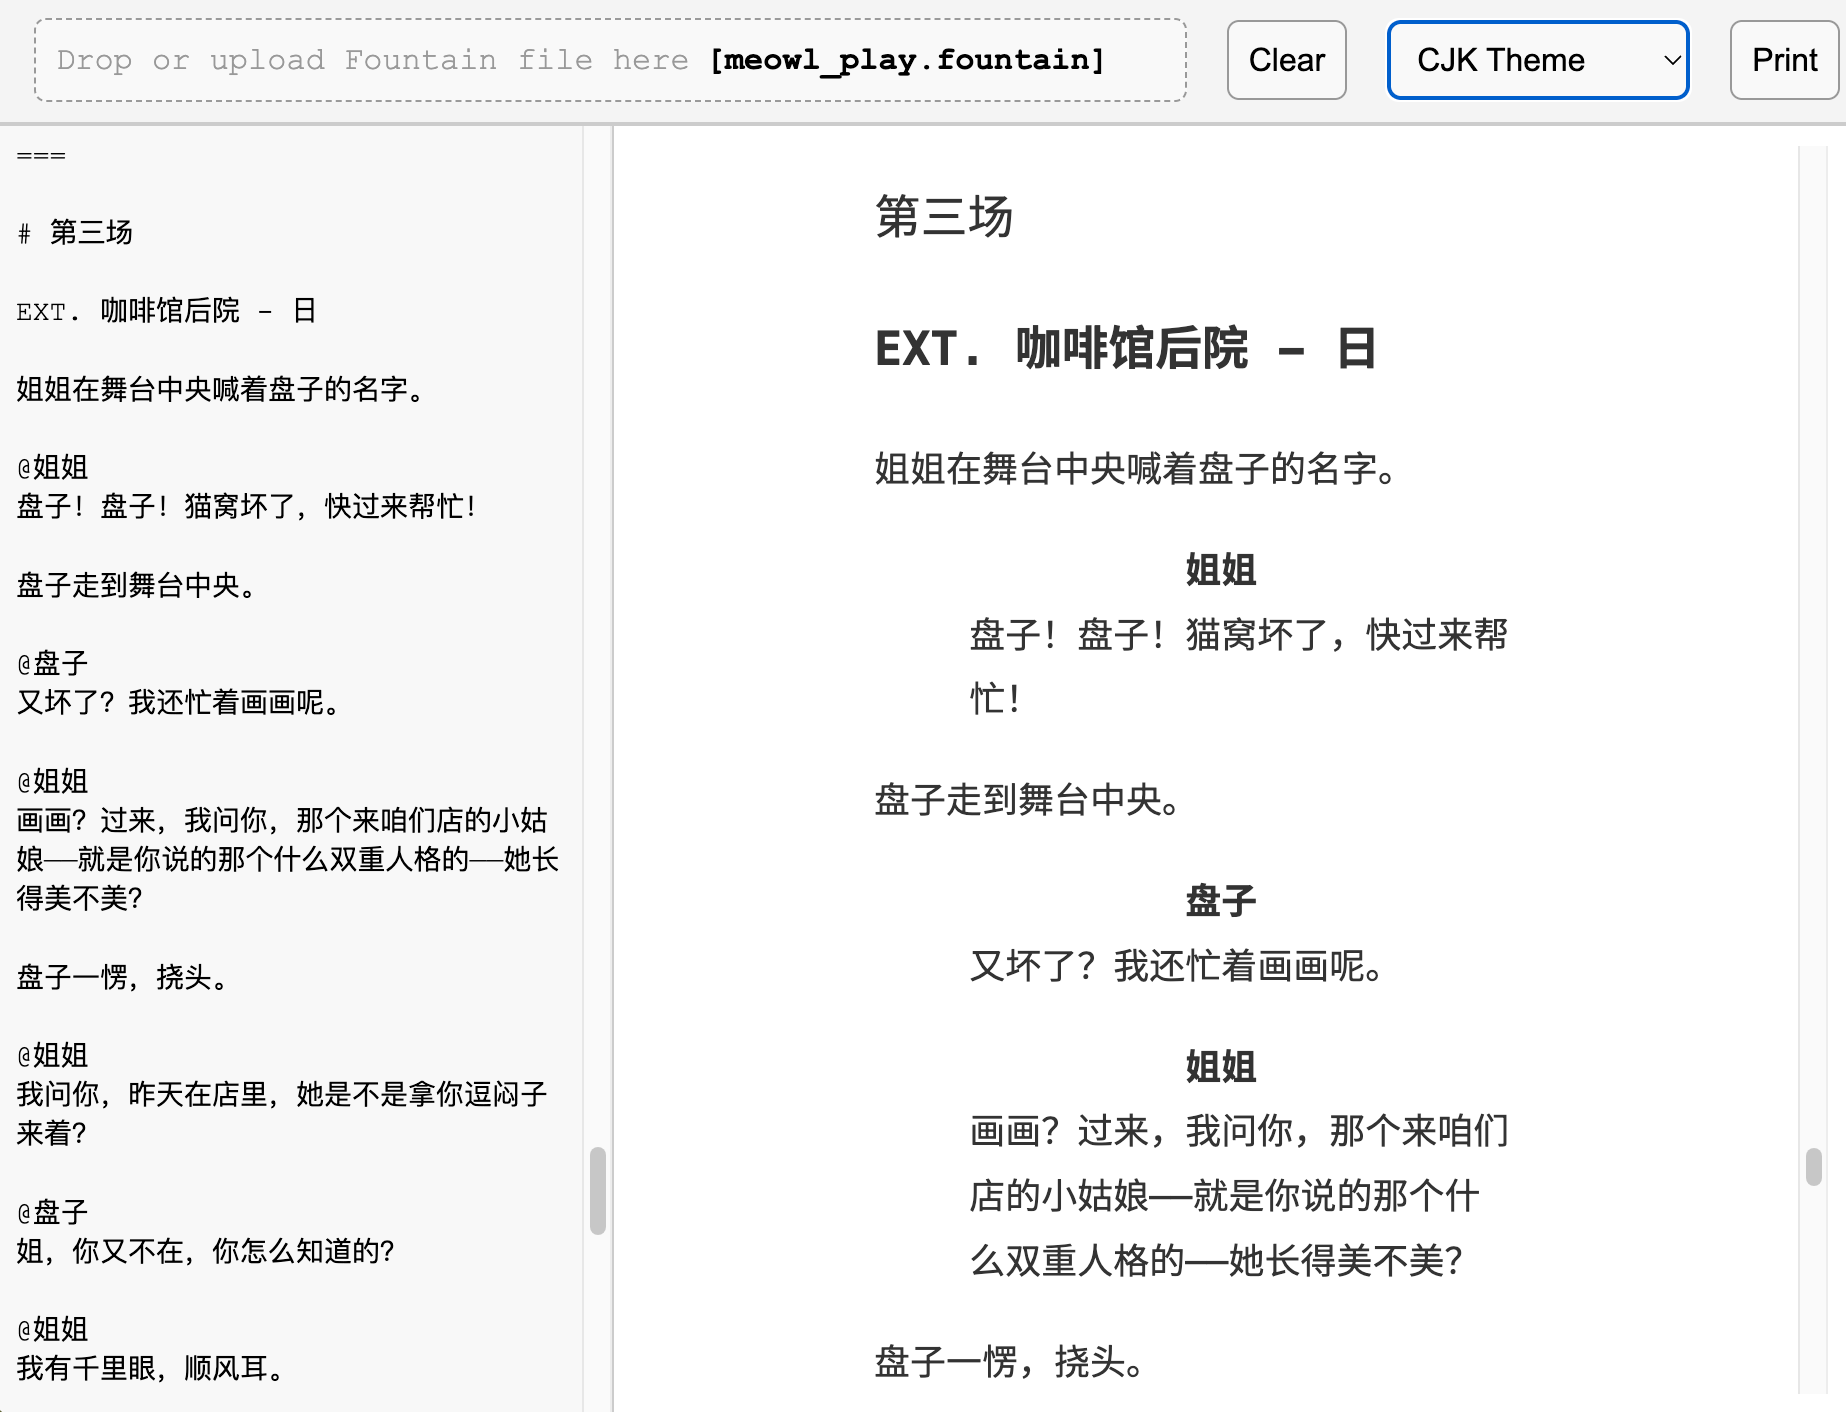 Drop or upload Fountain file here [meowl_play.fountain]
Clear
CJK Theme
Print
===
# 第三场
EXT. 咖啡馆后院 - 日
姐姐在舞台中央喊着盘子的名字。
@姐姐
盘子！盘子！猫窝坏了，快过来帮忙！
盘子走到舞台中央。
@盘子
又坏了？我还忙着画画呢。
@姐姐
画画？过来，我问你，那个来咱们店的小姑
娘——就是你说的那个什么双重人格的——她长
得美不美？
盘子一愣，挠头。
@姐姐
我问你，昨天在店里，她是不是拿你逗闷子
来着？
@盘子
姐，你又不在，你怎么知道的？
@姐姐
我有千里眼，顺风耳。
第三场
EXT. 咖啡馆后院 - 日
姐姐在舞台中央喊着盘子的名字。
姐姐
盘子！盘子！猫窝坏了，快过来帮
忙！
盘子走到舞台中央。
盘子
又坏了？我还忙着画画呢。
姐姐
画画？过来，我问你，那个来咱们
店的小姑娘——就是你说的那个什
么双重人格的——她长得美不美？
盘子一愣，挠头。